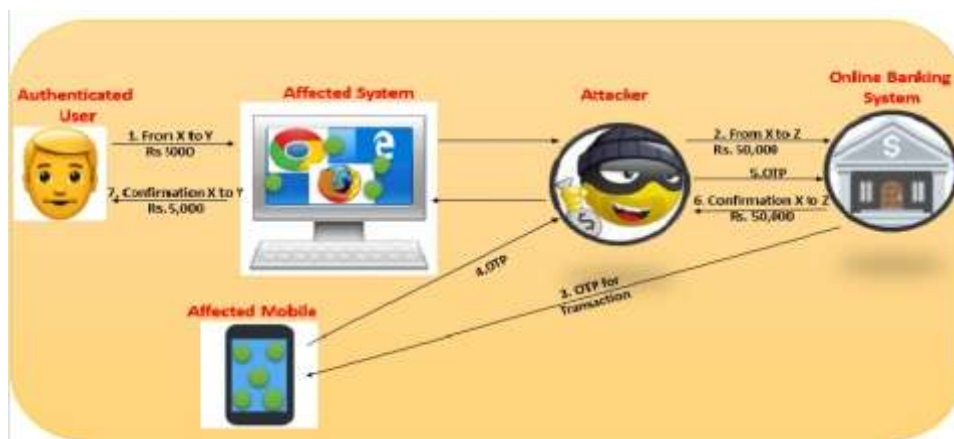 Authenticated
User
Affected System
Attacker
Online Banking
System
1. From X to Y
Rs 5000
2. From X to Z
Rs. 50,000
5.OTP
7. Confirmation X to Y
Rs. 5,000
6. Confirmation X to Z
Rs. 50,000
4.OTP
3. OTP for
Transaction
Affected Mobile